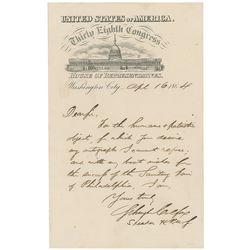 UNITED STATES OF AMERICA.
Thirty Eighth Congress
HOUSE OF REPRESENTATIVES.
Washington City, Apl 16 1864
Dear Sir,
For the humane & patriotic
object, for which you desire
my autograph I cannot refuse,
and with my best wishes for
the success of the Sanitary Fair
of Philadelphia, I am,
Yours truly,
Schuyler Colfax
Speaker H R